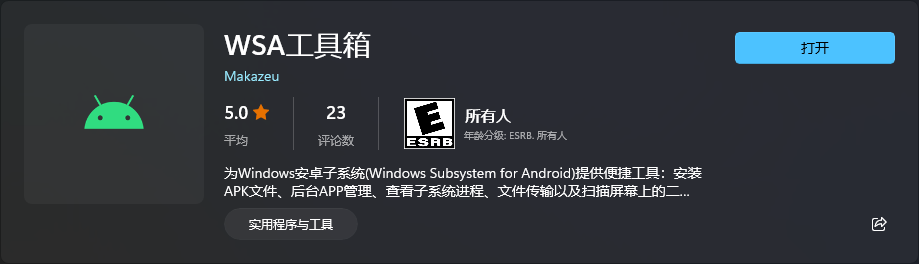 WSA工具箱
打开
Makazeu
5.0
23
平均
评论数
E
ESRB
所有人
年龄分级: ESRB. 所有人
为Windows安卓子系统(Windows Subsystem for Android)提供便捷工具：安装
APK文件、后台APP管理、查看子系统进程、文件传输以及扫描屏幕上的二...
实用程序与工具